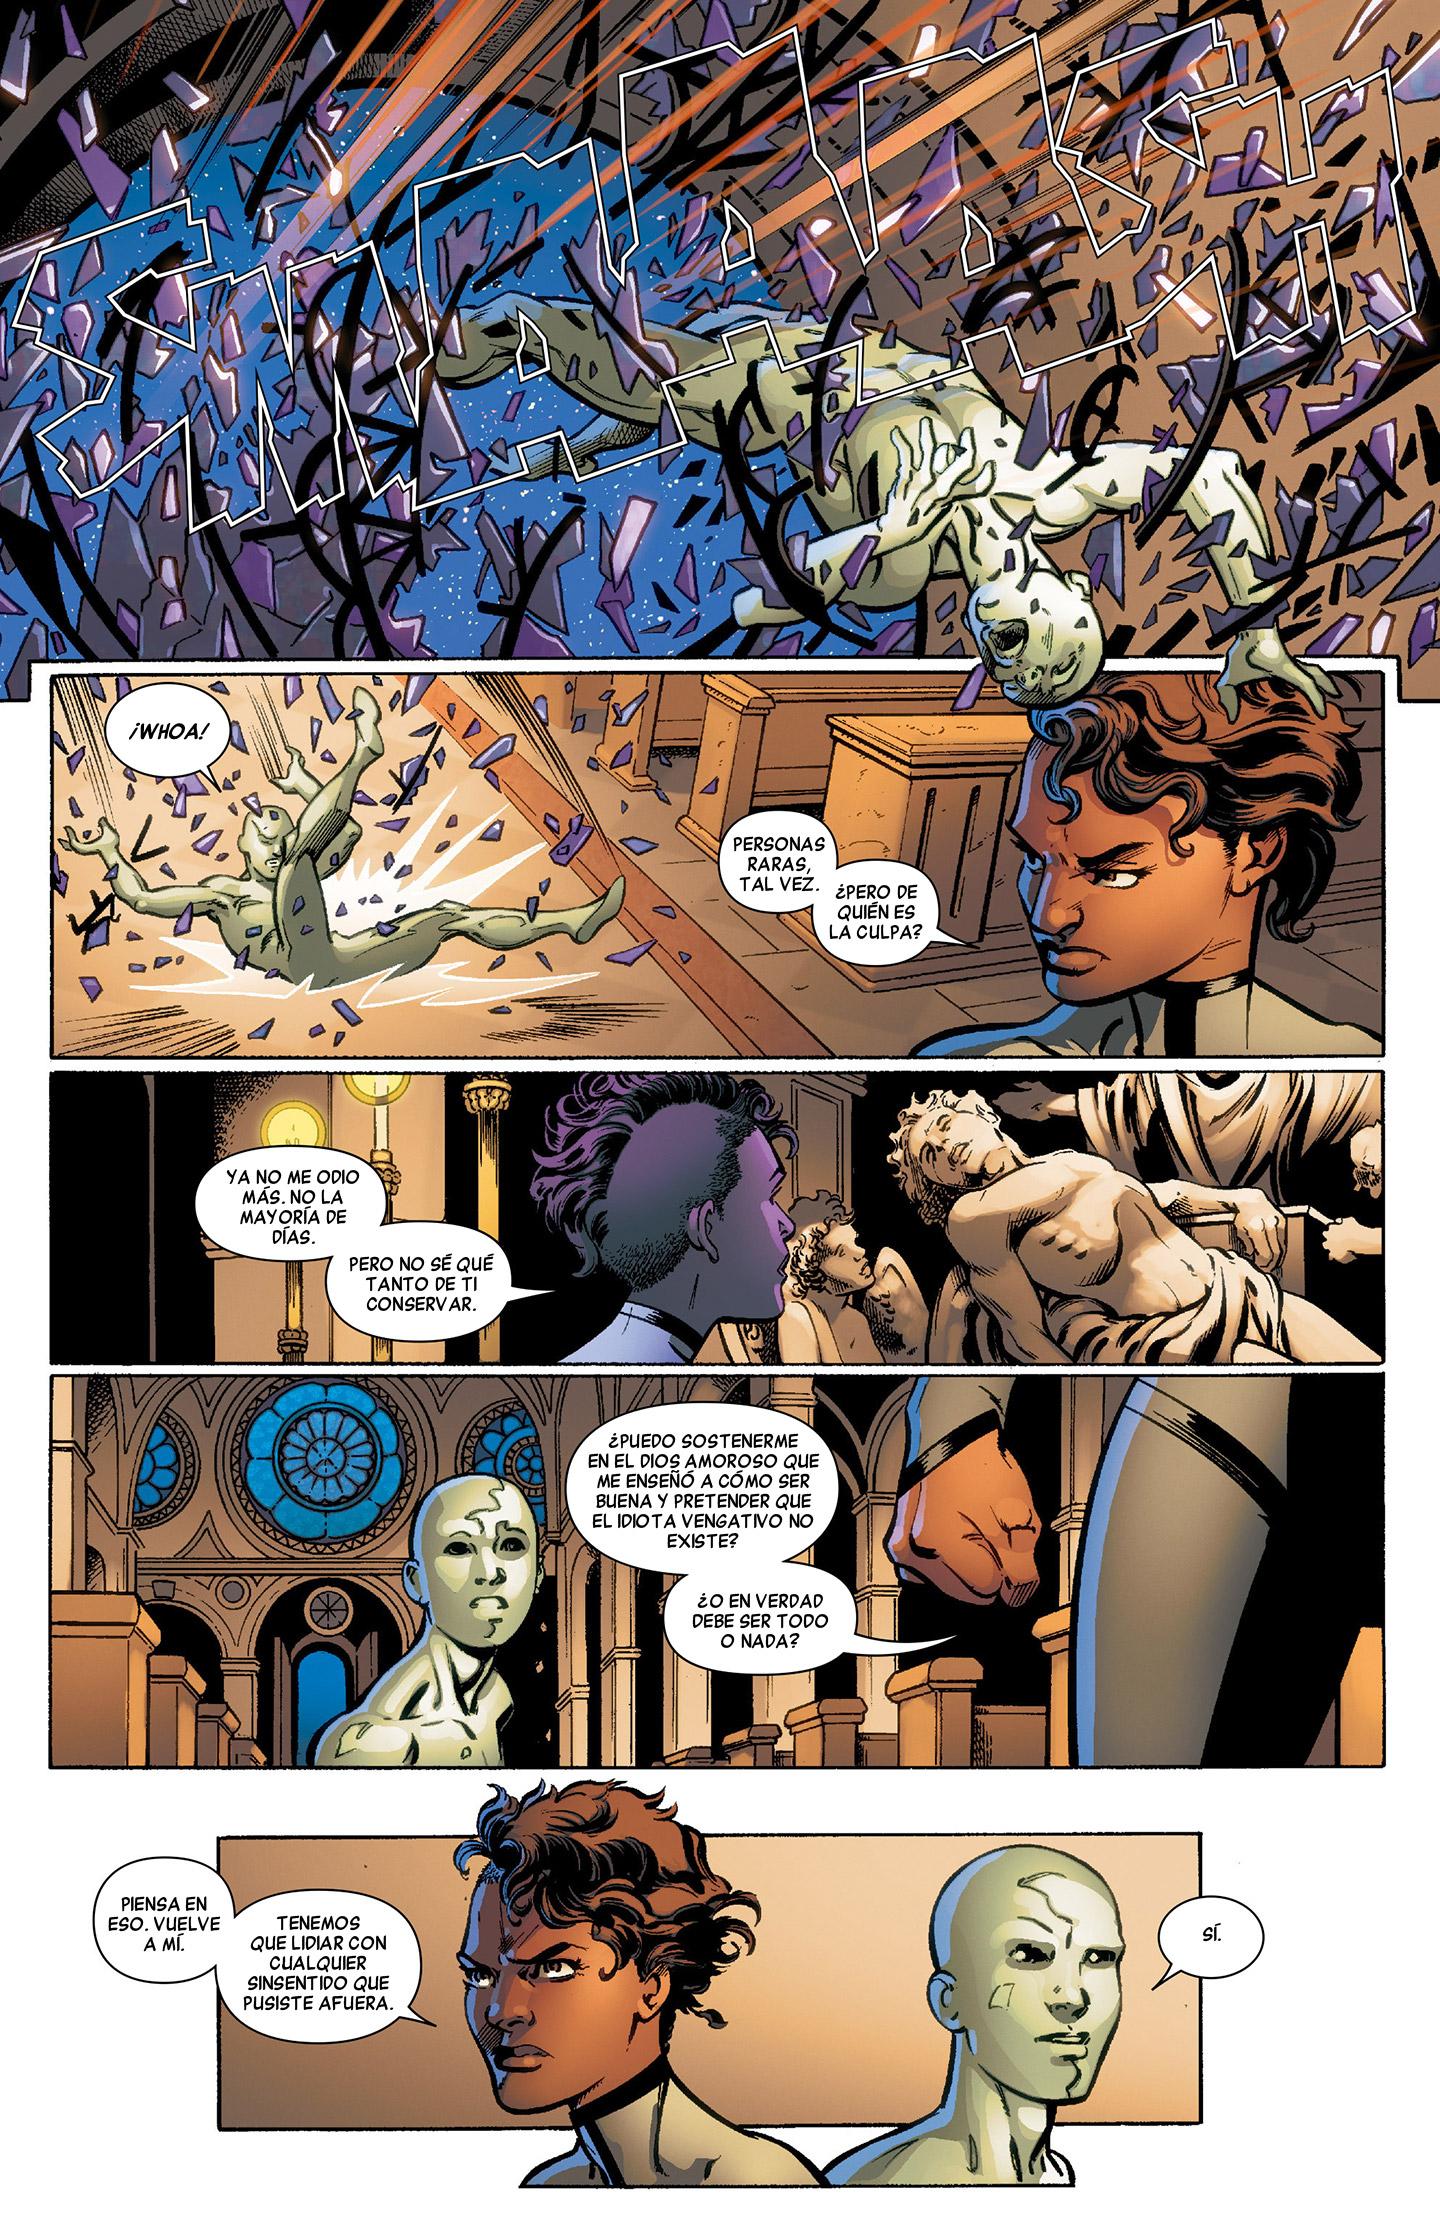 SMAAASH
¡WHOA!
PERSONAS
RARAS,
TAL VEZ.
¿PERO DE
QUIÉN ES
LA CULPA?
YA NO ME ODIO
MÁS. NO LA
MAYORÍA DE
DÍAS.
PERO NO SÉ QUÉ
TANTO DE TI
CONSERVAR.
¿PUEDO SOSTENERME
EN EL DIOS AMOROSO QUE
ME ENSEÑÓ A CÓMO SER
BUENA Y PRETENDER QUE
EL IDIOTA VENGATIVO NO
EXISTE?
¿O EN VERDAD
DEBE SER TODO
O NADA?
PIENSA EN
ESO. VUELVE
A MÍ.
TENEMOS
QUE LIDIAR CON
CUALQUIER
SINSENTIDO QUE
PUSISTE AFUERA.
SÍ.